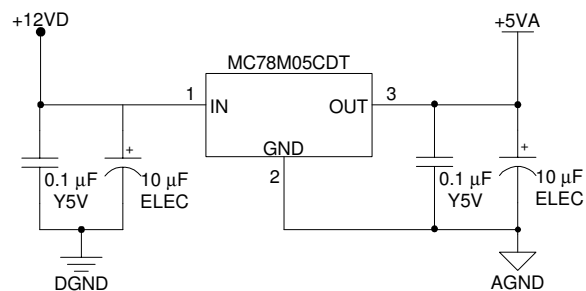 +12VD
+5VA
MC78M05CDT
1
IN
OUT
3
GND
2
+
+
0.1 µF
Y5V
10 µF
ELEC
0.1 µF
Y5V
10 µF
ELEC
DGND
AGND